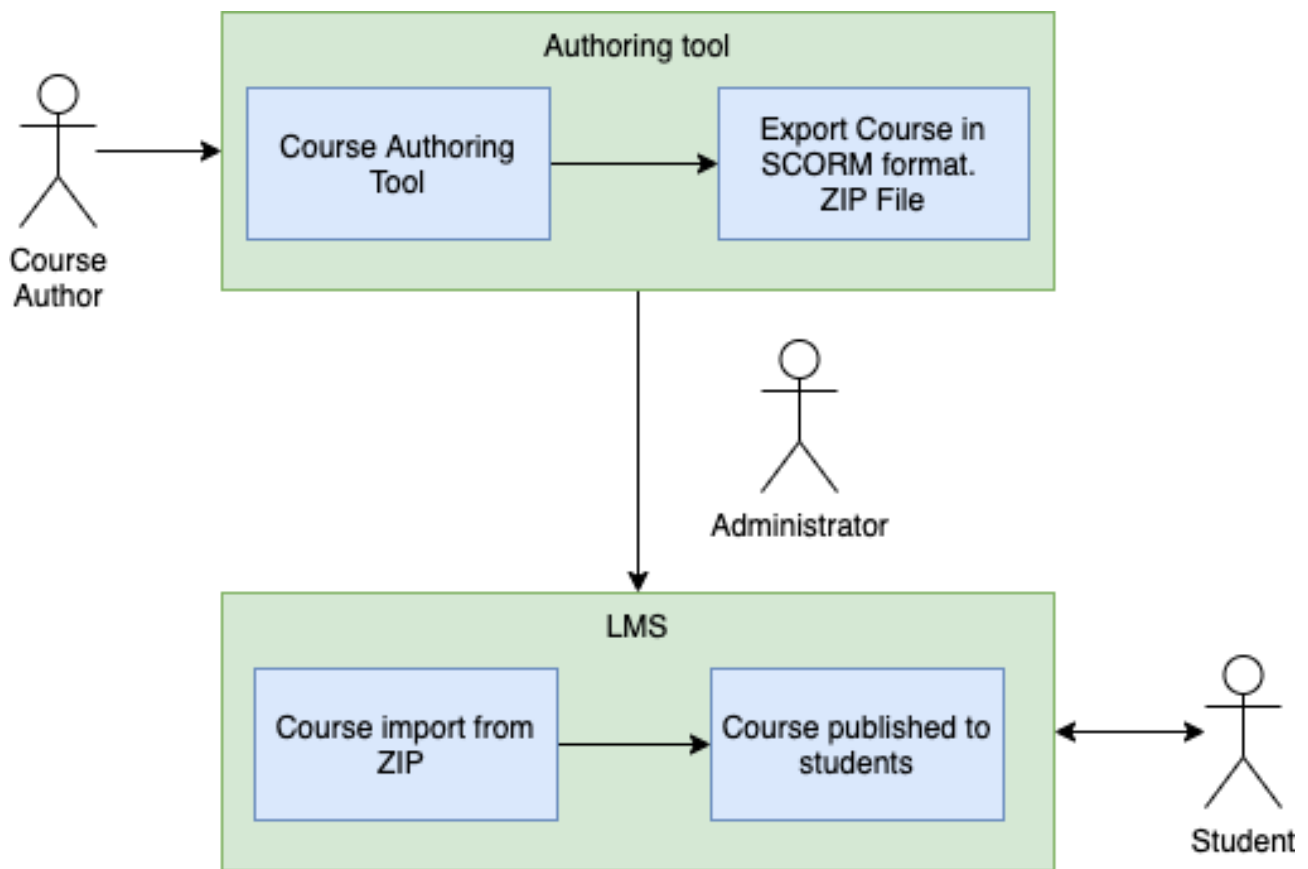 Authoring tool
Course Authoring
Tool
Export Course in
SCORM format.
ZIP File
Course
Author
Administrator
LMS
Course import from
ZIP
Course published to
students
Student